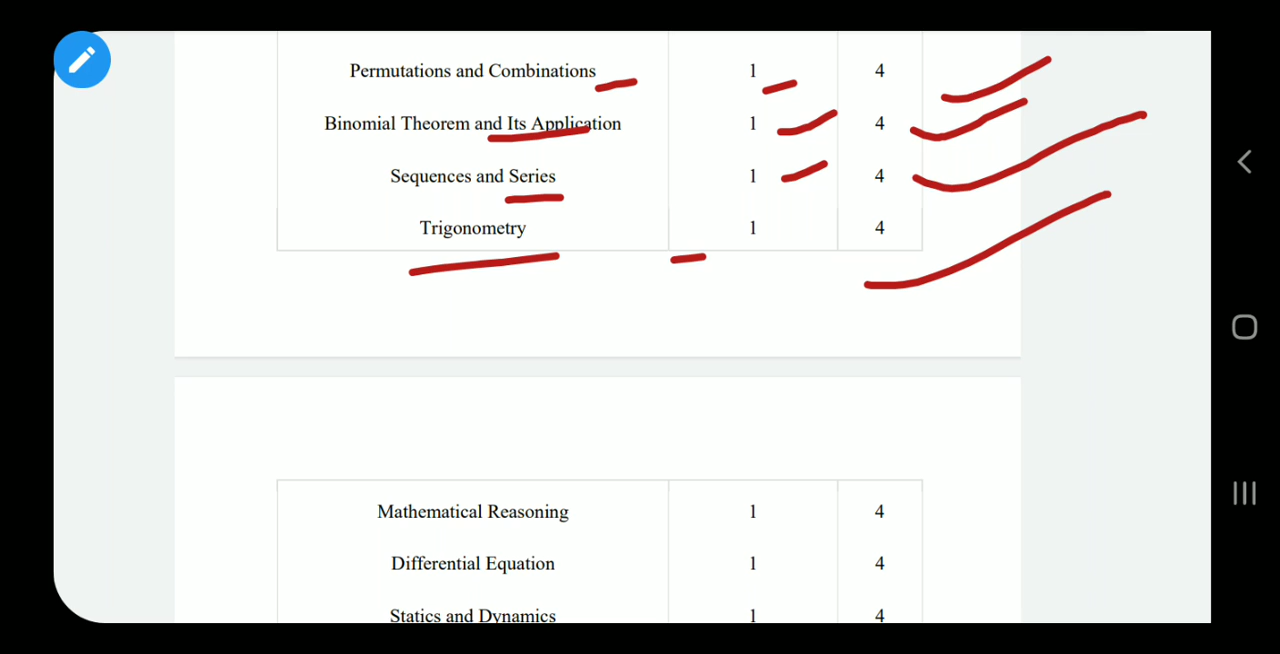 Permutations and Combinations 1 4
Binomial Theorem and Its Application 1 4
Sequences and Series 1 4
Trigonometry 1 4
Mathematical Reasoning 1 4
Differential Equation 1 4
Statics and Dynamics 1 4